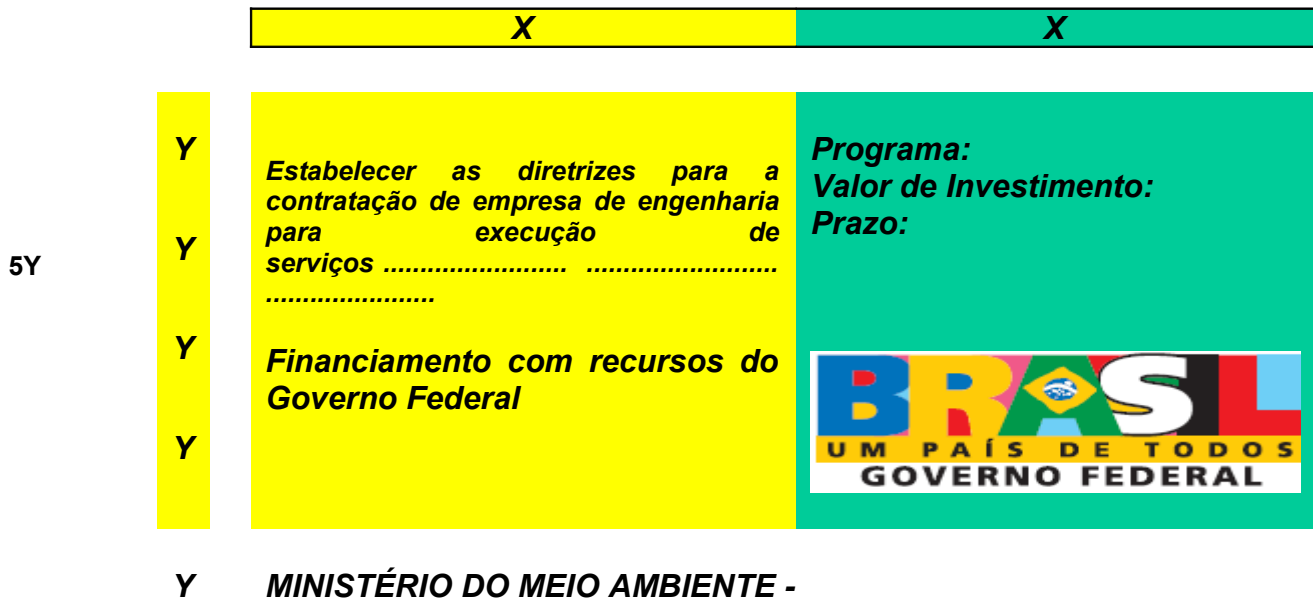 X X
Y
Estabelecer as diretrizes para a
contratação de empresa de engenharia
para execução de
serviços ......................... ..........................
.......................
Y
5Y
Y
Financiamento com recursos do
Governo Federal
Y
Programa:
Valor de Investimento:
Prazo:
BRASIL
UM PAÍS DE TODOS
GOVERNO FEDERAL
Y MINISTÉRIO DO MEIO AMBIENTE -